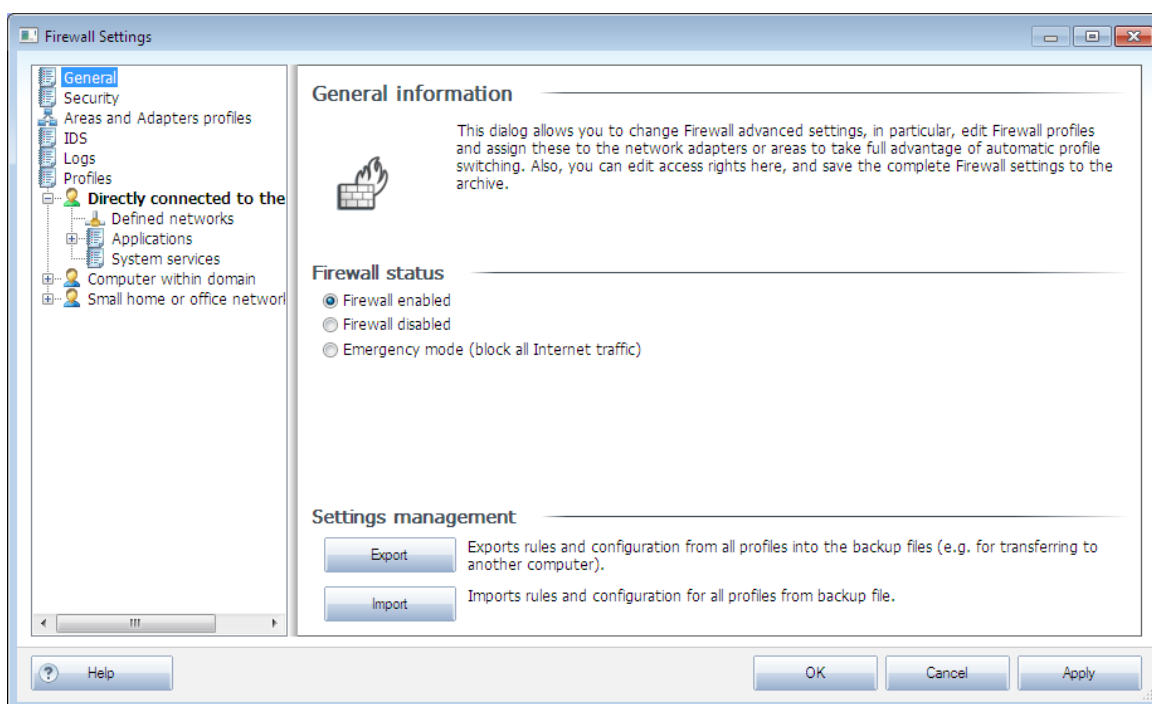 Firewall Settings
General
Security
Areas and Adapters profiles
IDS
Logs
Profiles
Directly connected to the
Defined networks
Applications
System services
Computer within domain
Small home or office network
General information
This dialog allows you to change Firewall advanced settings, in particular, edit Firewall profiles
and assign these to the network adapters or areas to take full advantage of automatic profile
switching. Also, you can edit access rights here, and save the complete Firewall settings to the
archive.
Firewall status
Firewall enabled
Firewall disabled
Emergency mode (block all Internet traffic)
Settings management
Export
Exports rules and configuration from all profiles into the backup files (e.g. for transferring to
another computer).
Import
Imports rules and configuration for all profiles from backup file.
? Help
OK
Cancel
Apply